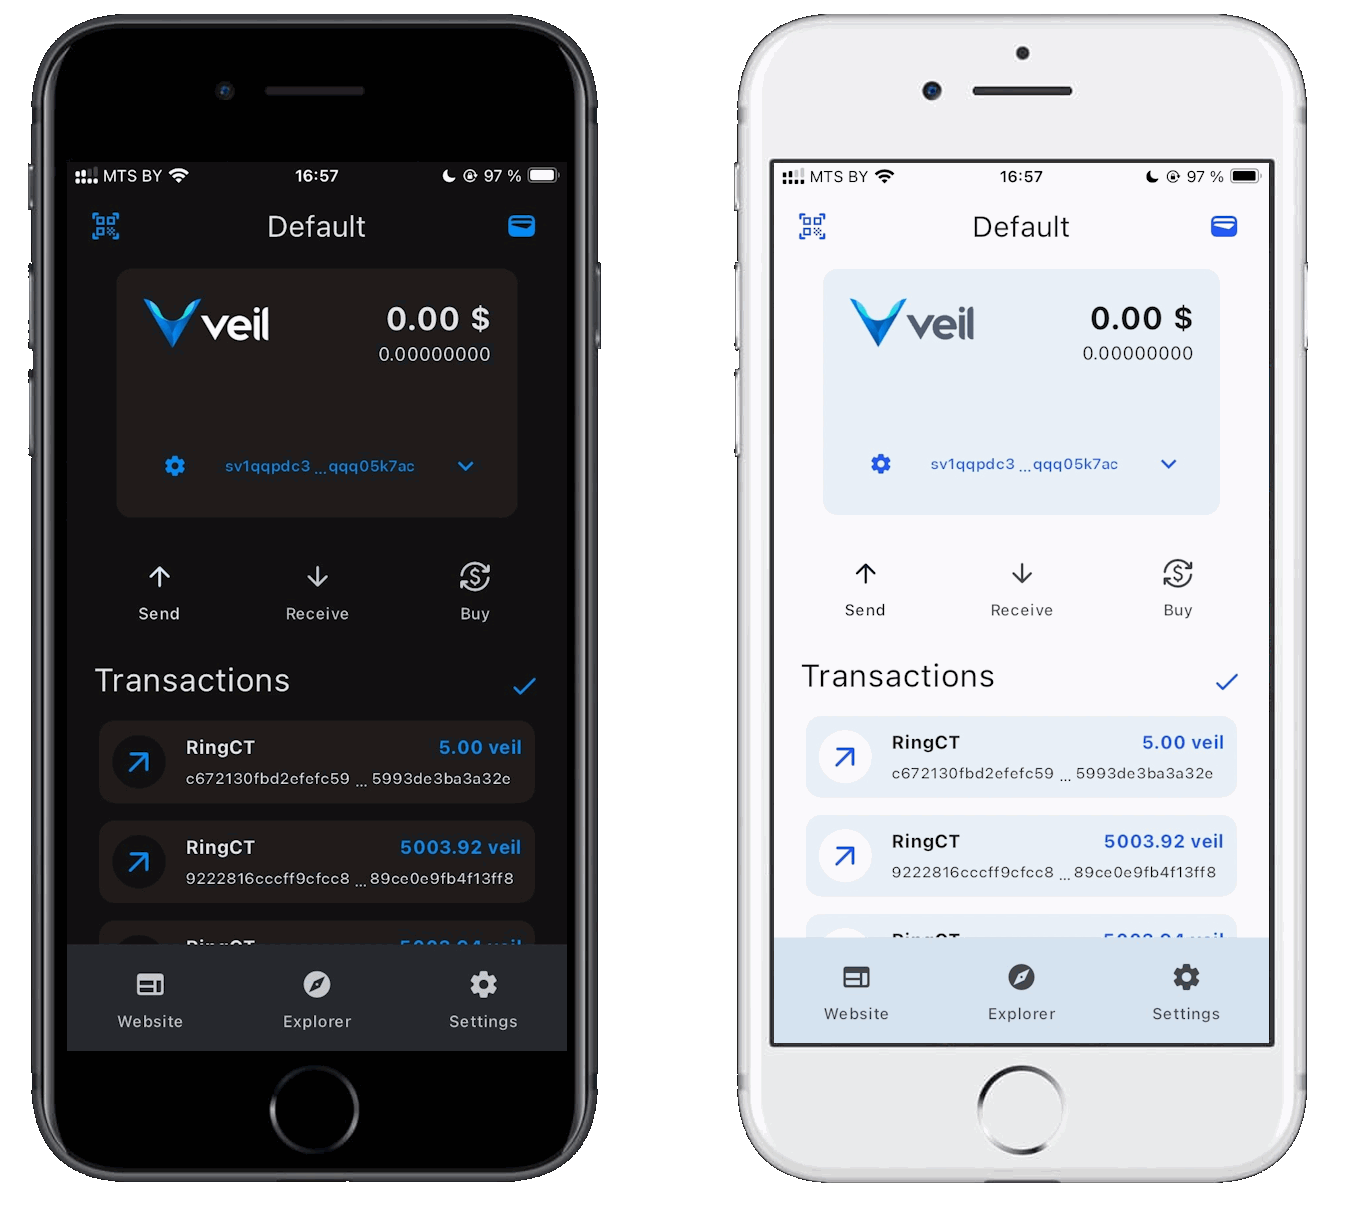 MTS BY 16:57 97 %
Default
veil 0.00 $
0.00000000
sv1qqpdc3 ... qqq05k7ac
Send Receive Buy
Transactions
RingCT 5.00 veil
c672130fbd2efefc59 ... 5993de3ba3a32e
RingCT 5003.92 veil
9222816cccff9cfcc8 ... 89ce0e9fb4f13ff8
RingCT
Website Explorer Settings
MTS BY 16:57 97 %
Default
veil 0.00 $
0.00000000
sv1qqpdc3 ... qqq05k7ac
Send Receive Buy
Transactions
RingCT 5.00 veil
c672130fbd2efefc59 ... 5993de3ba3a32e
RingCT 5003.92 veil
9222816cccff9cfcc8 ... 89ce0e9fb4f13ff8
RingCT
Website Explorer Settings